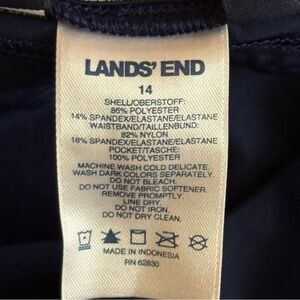 LANDS' END
14
SHELL/OBERSTOFF:
86% POLYESTER
14% SPANDEX/ELASTANE/ELASTANE
WAISTBAND/TAILLENBUND:
82% NYLON
18% SPANDEX/ELASTANE/ELASTANE
POCKET/TASCHE:
100% POLYESTER
MACHINE WASH COLD DELICATE.
WASH DARK COLORS SEPARATELY.
DO NOT BLEACH.
DO NOT USE FABRIC SOFTENER.
REMOVE PROMPTLY.
LINE DRY.
DO NOT IRON.
DO NOT DRY CLEAN.
MADE IN INDONESIA
RN 62830